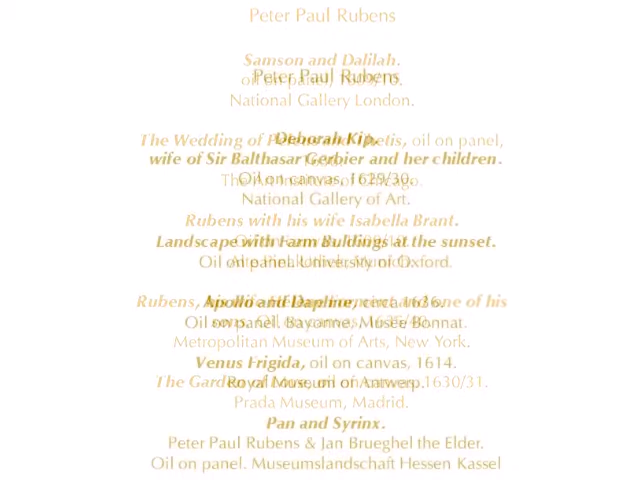 Peter Paul Rubens
Samson and Dalilah.
Peter Paul Rubens
oil on panel,
National Gallery London.
Deborah Kip,
The Wedding of Peleus and Thetis, oil on panel,
wife of Sir Balthasar Gerbier and her children.
Oil on canvas, 1629/30.
The Art Institute of Chicago.
National Gallery of Art.
Rubens with his wife Isabella Brant.
Landscape with Farm Buldings at the sunset.
Oil on panel. University of Oxford.
Apollo and Daphne, circa 1636.
Rubens, his wife and one of his
Oil on panel. Bayonne, Musée Bonnat.
Metropolitan Museum of Arts, New York.
Venus Frigida, oil on canvas, 1614.
Royal Museum of Antwerp.
The Garden of Love, oil on canvas, 1630/31.
Prada Museum, Madrid.
Pan and Syrinx.
Peter Paul Rubens & Jan Brueghel the Elder.
Oil on panel. Museumslandschaft Hessen Kassel